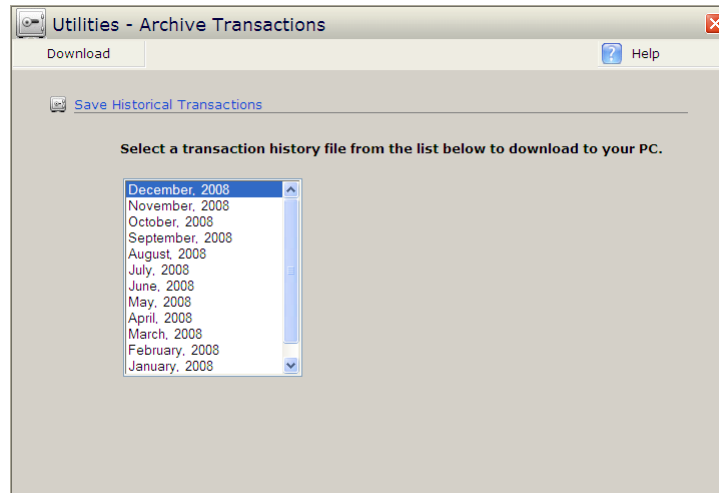 Utilities - Archive Transactions
Download
Help
Save Historical Transactions
Select a transaction history file from the list below to download to your PC.
December, 2008
November, 2008
October, 2008
September, 2008
August, 2008
July, 2008
June, 2008
May, 2008
April, 2008
March, 2008
February, 2008
January, 2008